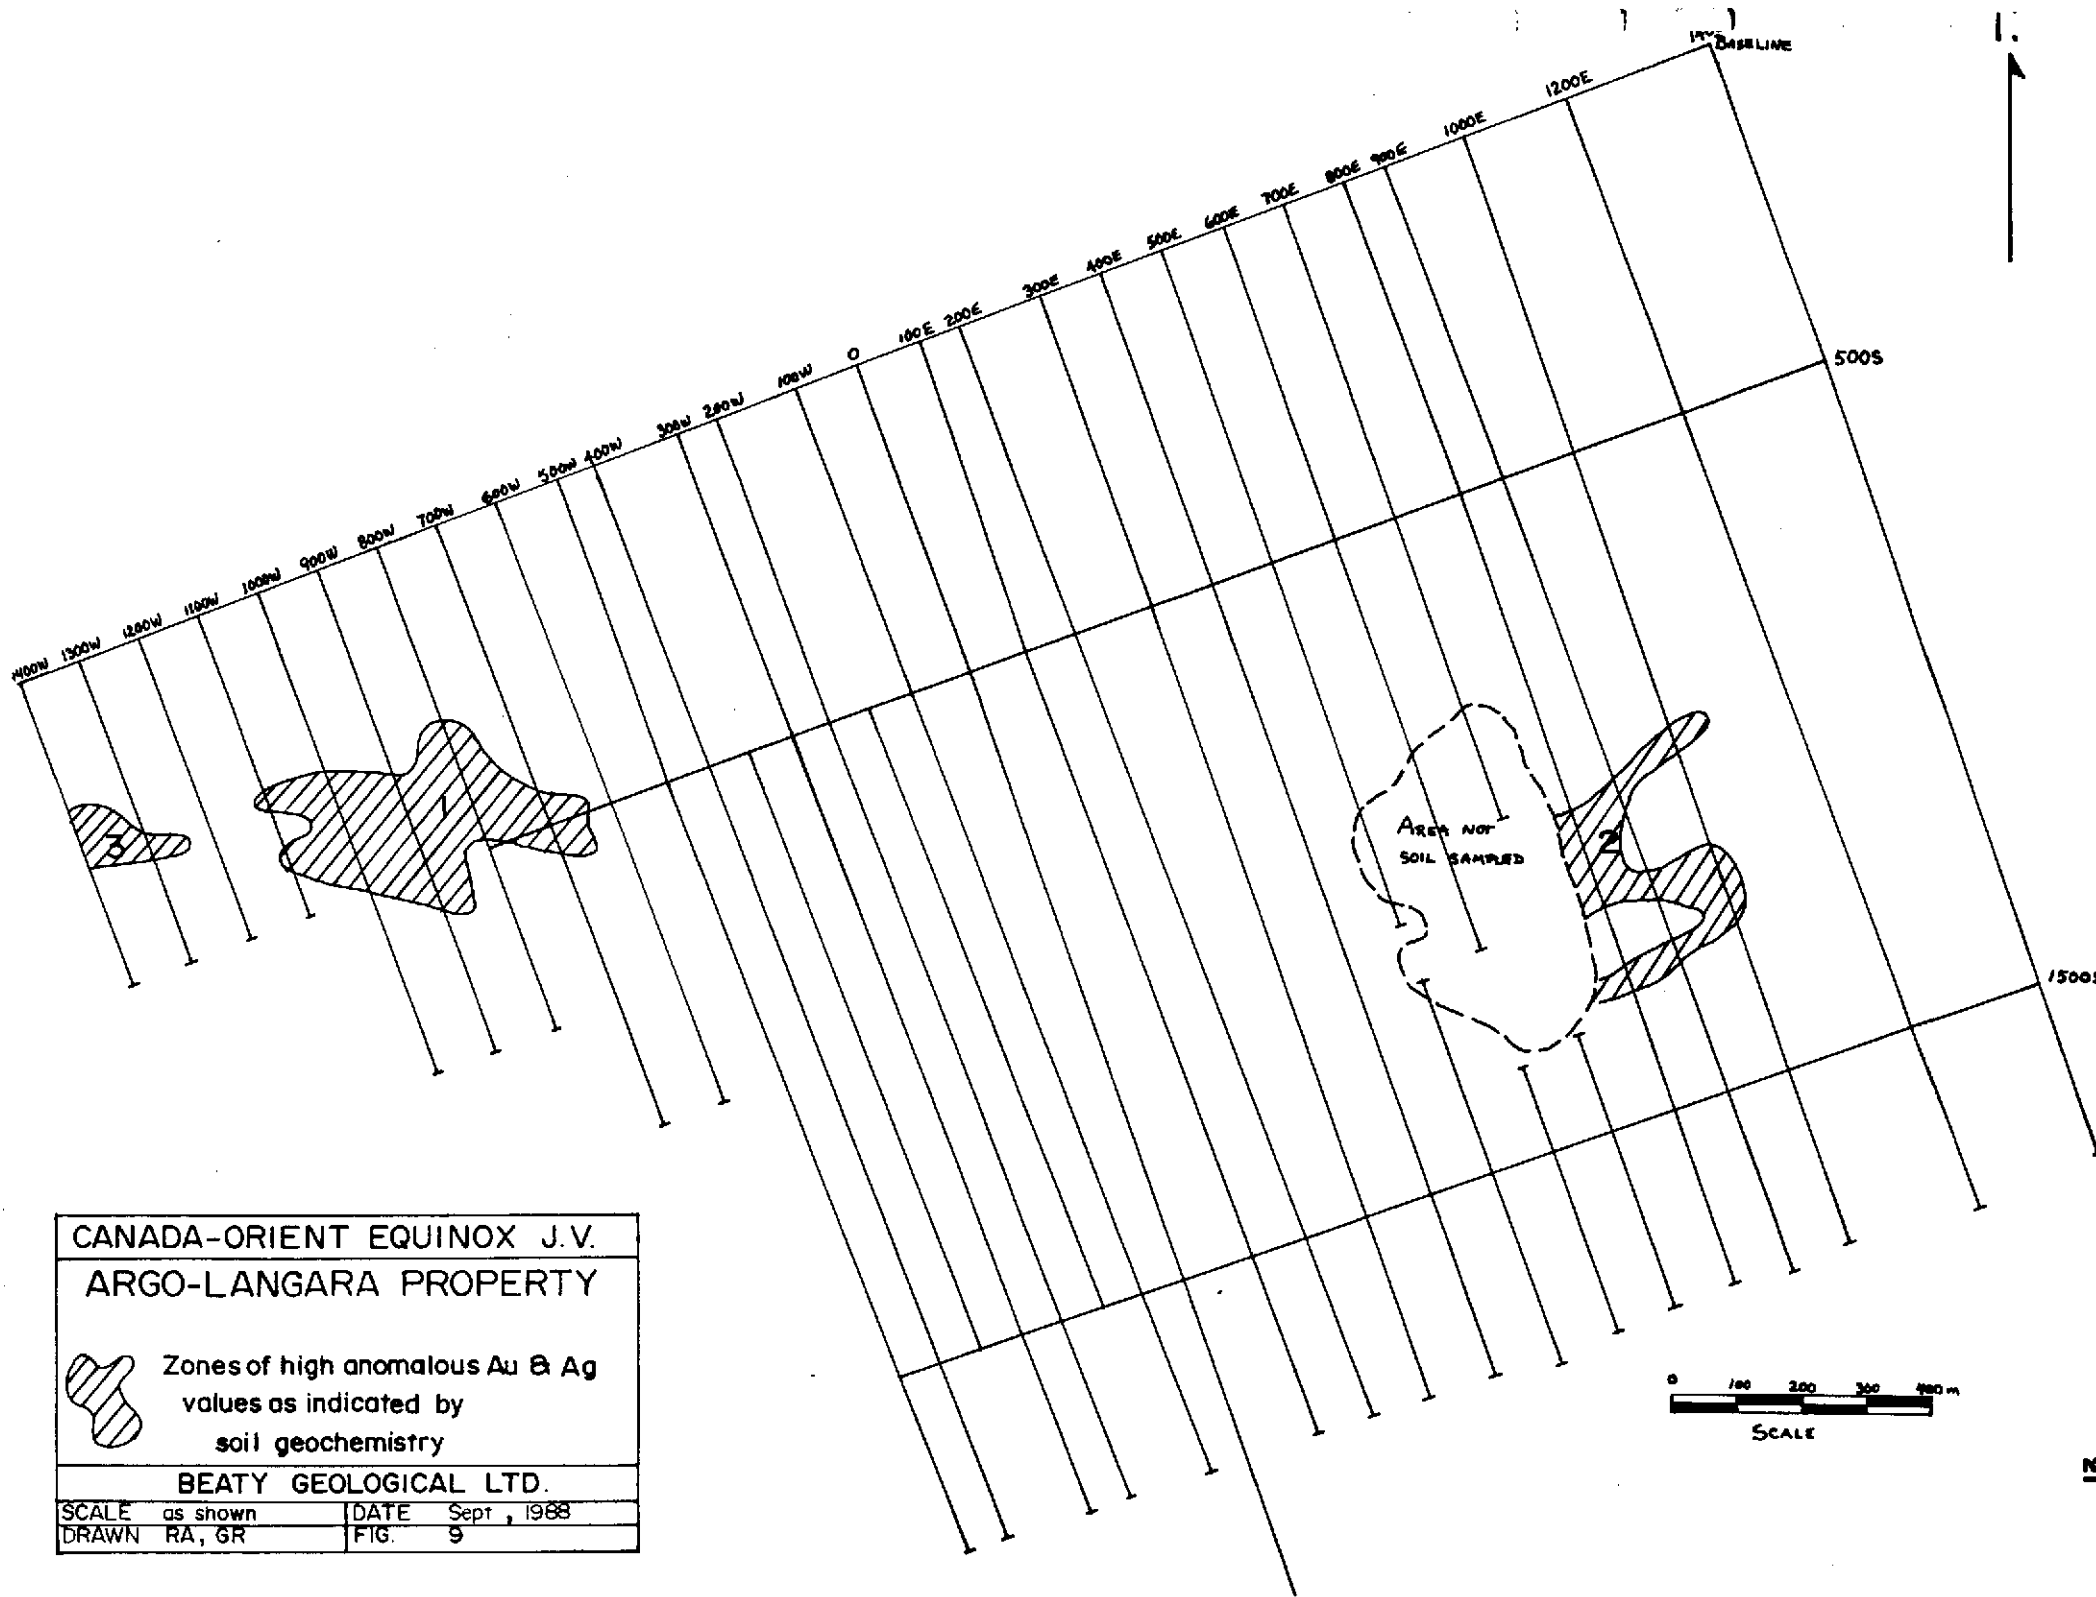 BASELINE
1200E
1000E
900E
800E
700E
600E
500E
400E
300E
200E
100E
0
100W
200W
300W
400W
500W
600W
700W
800W
900W
1000W
1100W
1200W
1300W
1400W
500S
1500S
1
2
3
AREA NOT
SOIL SAMPLED
CANADA-ORIENT EQUINOX J.V.
ARGO-LANGARA PROPERTY
Zones of high anomalous Au & Ag
values as indicated by
soil geochemistry
BEATY GEOLOGICAL LTD.
SCALE as shown DATE Sept, 1988
DRAWN RA, GR FIG. 9
0 100 200 300 400 m
SCALE